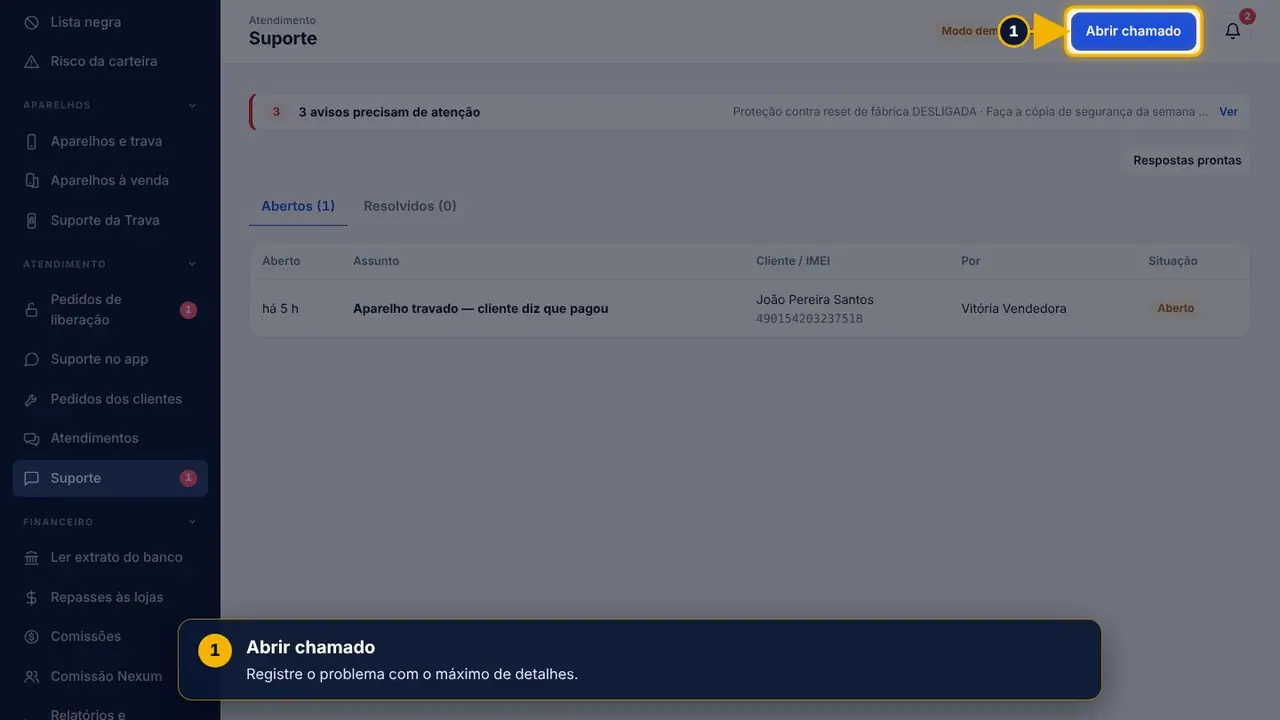 Lista negra
Risco da carteira
APARELHOS
Aparelhos e trava
Aparelhos à venda
Suporte da Trava
ATENDIMENTO
Pedidos de
liberação
1
Suporte no app
Pedidos dos clientes
Atendimentos
Suporte
1
FINANCEIRO
Ler extrato do banco
Repasses às lojas
Comissões
Comissão Nexum
Relatórios e
Atendimento
Suporte
Modo dem
1
Abrir chamado
2
3
3 avisos precisam de atenção
Proteção contra reset de fábrica DESLIGADA · Faça a cópia de segurança da semana ...
Ver
Respostas prontas
Abertos (1)
Resolvidos (0)
Aberto
Assunto
Cliente / IMEI
Por
Situação
há 5 h
Aparelho travado — cliente diz que pagou
João Pereira Santos
490154203237518
Vitória Vendedora
Aberto
1
Abrir chamado
Registre o problema com o máximo de detalhes.